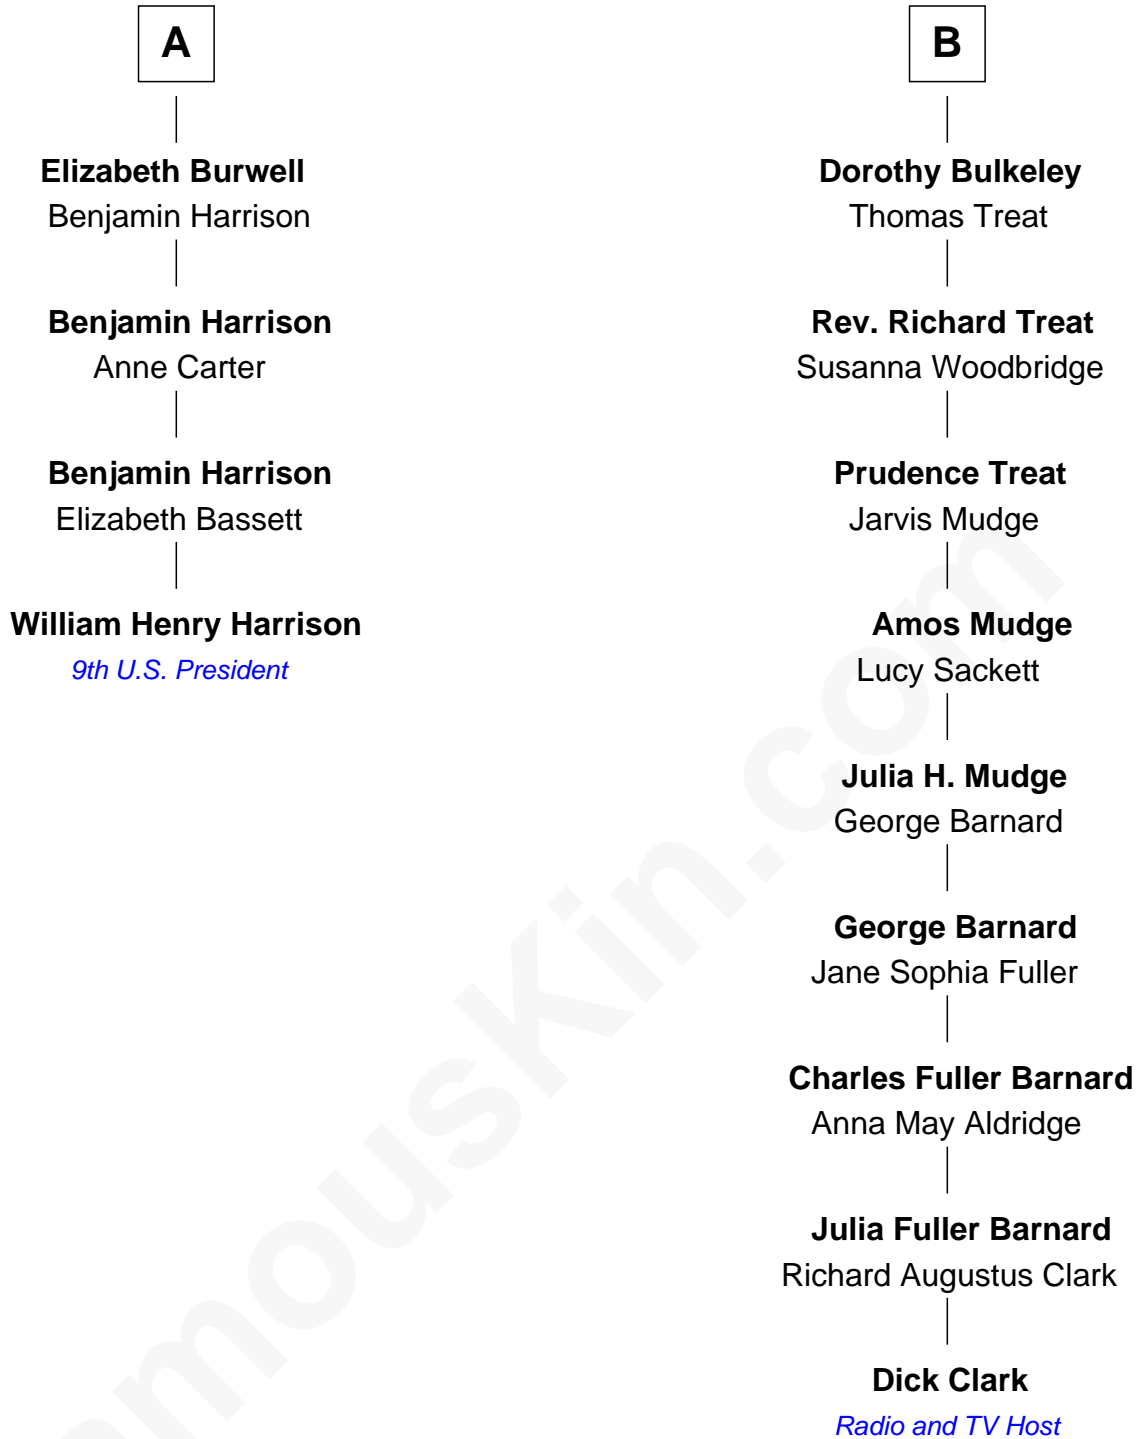 A
Elizabeth Burwell
Benjamin Harrison
Benjamin Harrison
Anne Carter
Benjamin Harrison
Elizabeth Bassett
William Henry Harrison
9th U.S. President
B
Dorothy Bulkeley
Thomas Treat
Rev. Richard Treat
Susanna Woodbridge
Prudence Treat
Jarvis Mudge
Amos Mudge
Lucy Sackett
Julia H. Mudge
George Barnard
George Barnard
Jane Sophia Fuller
Charles Fuller Barnard
Anna May Aldridge
Julia Fuller Barnard
Richard Augustus Clark
Dick Clark
Radio and TV Host
amousKin.com